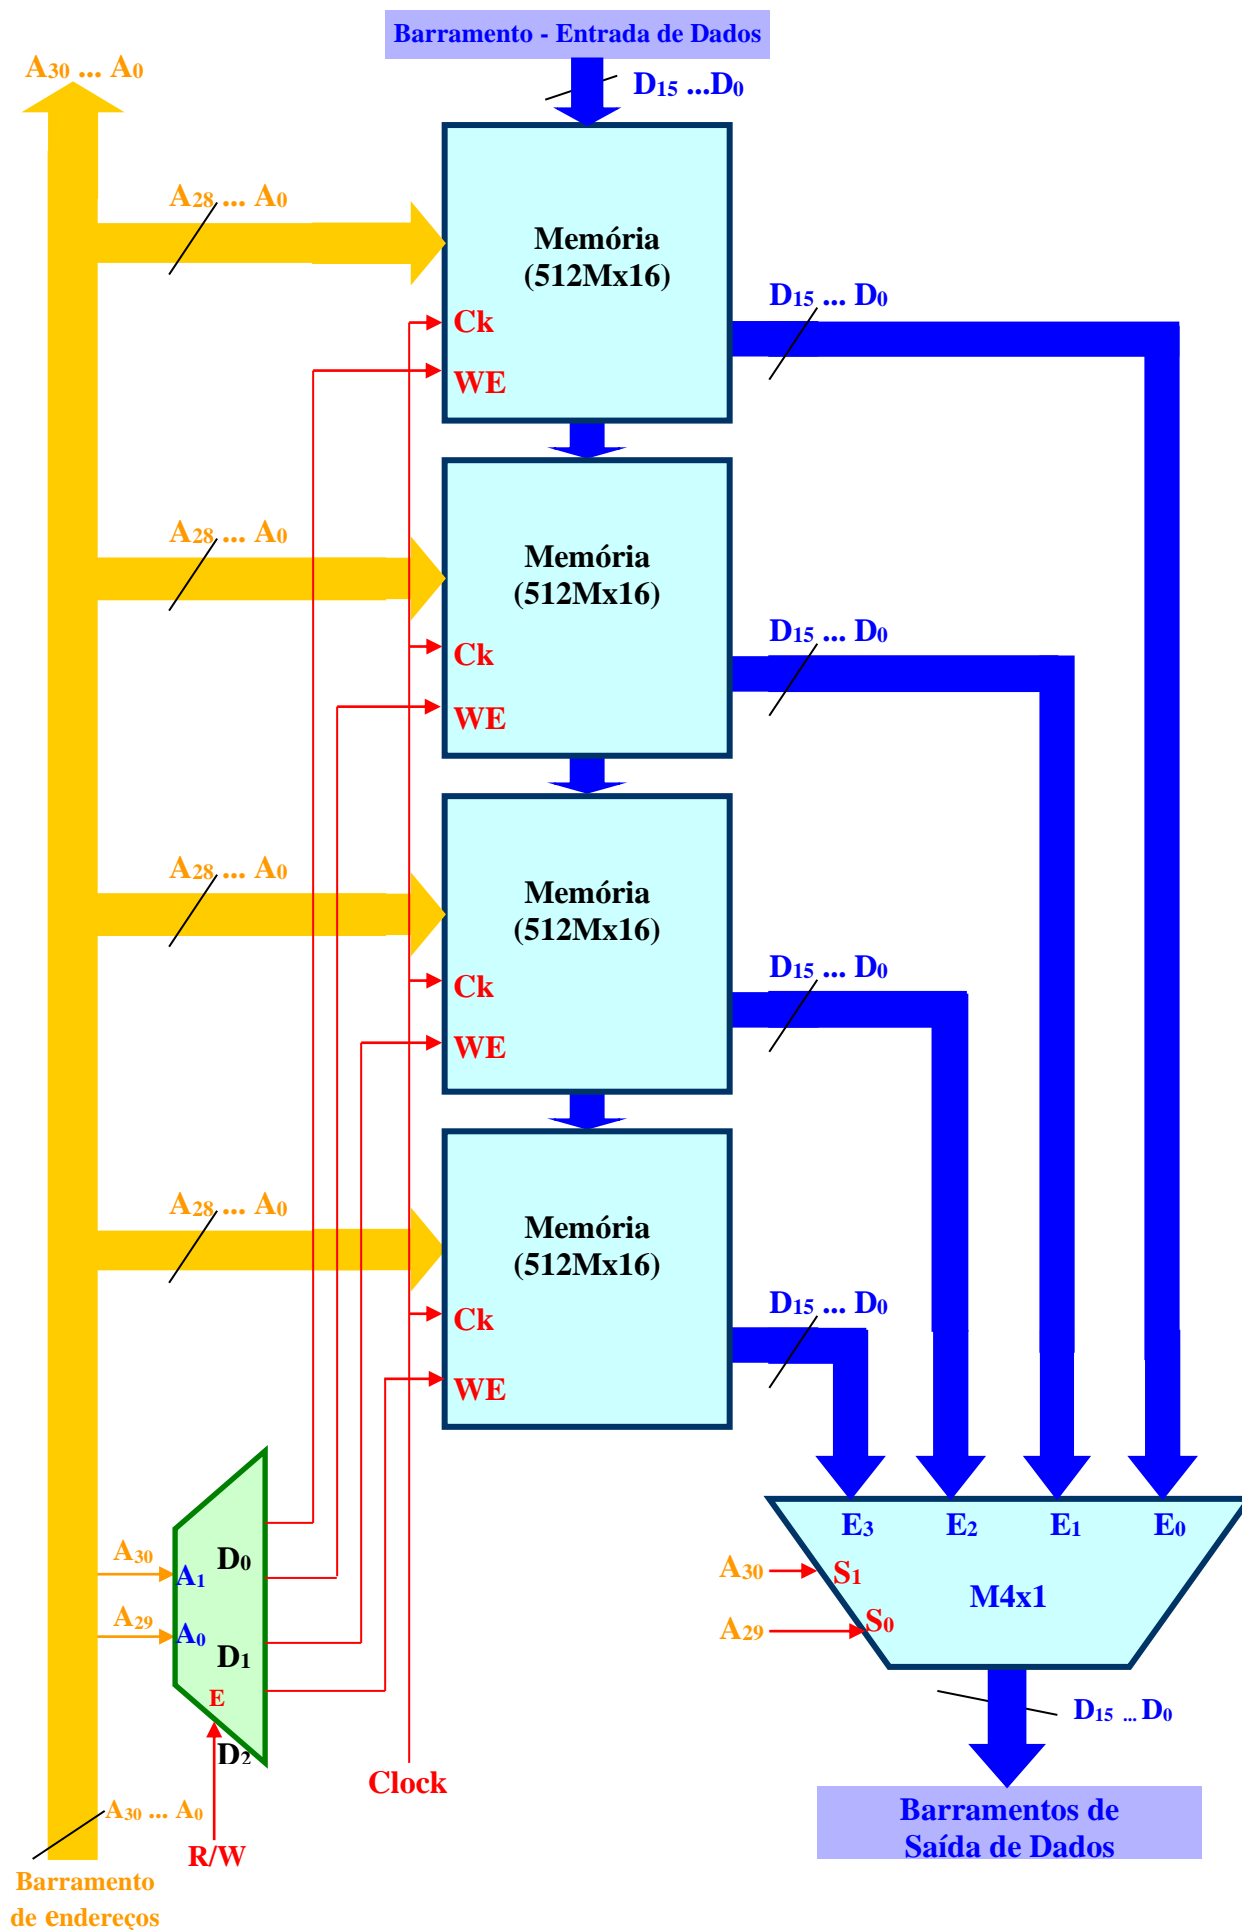 Barramento - Entrada de Dados
A30 ... A0
D15 ...D0
A28 ... A0
Memória
(512Mx16)
D15 ... D0
Ck
WE
A28 ... A0
Memória
(512Mx16)
D15 ... D0
Ck
WE
A28 ... A0
Memória
(512Mx16)
D15 ... D0
Ck
WE
A28 ... A0
Memória
(512Mx16)
D15 ... D0
Ck
WE
E3 E2 E1 E0
A30
A1
D0
A30
S1
M4x1
A29
A0
D1
A29
S0
E
D2
D15 ... D0
Clock
A30 ... A0
R/W
Barramentos de
Saída de Dados
Barramento
de endereços